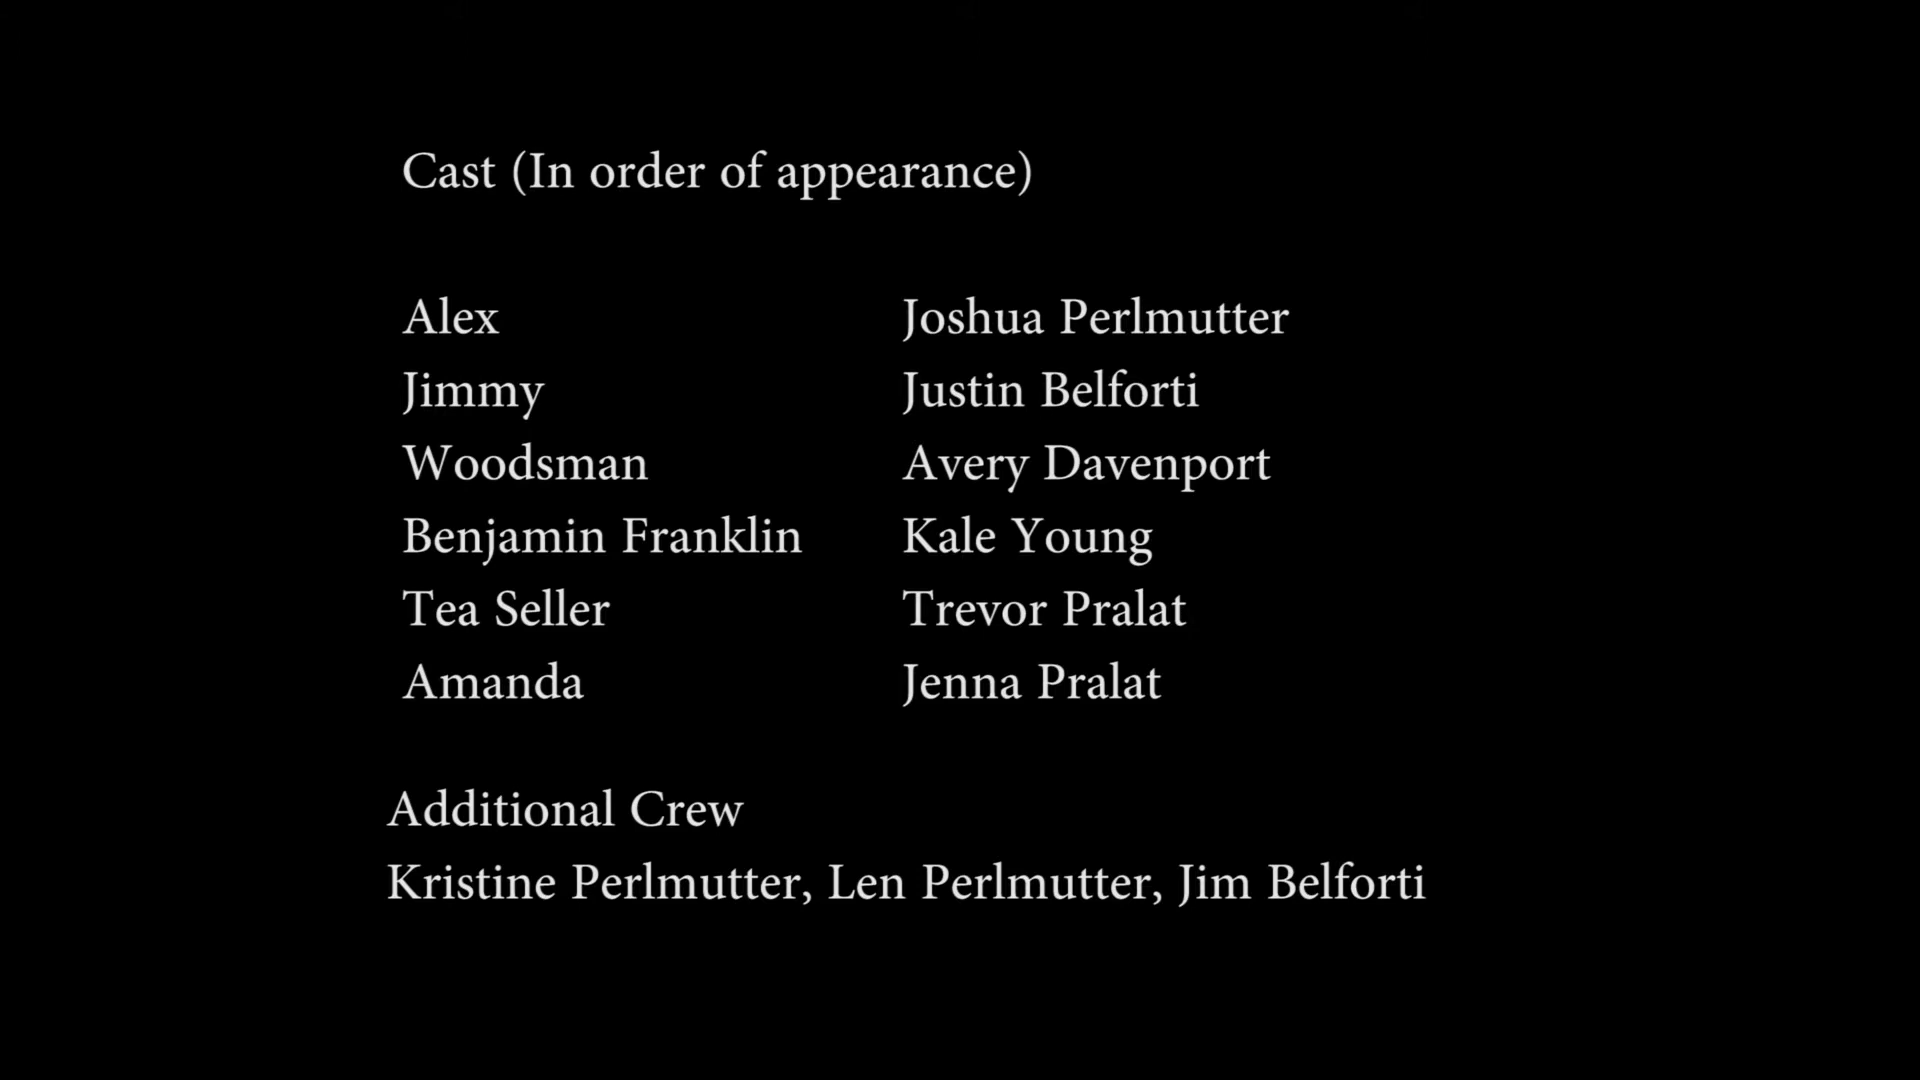 Cast (In order of appearance)
Alex Joshua Perlmutter
Jimmy Justin Belforti
Woodsman Avery Davenport
Benjamin Franklin Kale Young
Tea Seller Trevor Pralat
Amanda Jenna Pralat
Additional Crew
Kristine Perlmutter, Len Perlmutter, Jim Belforti